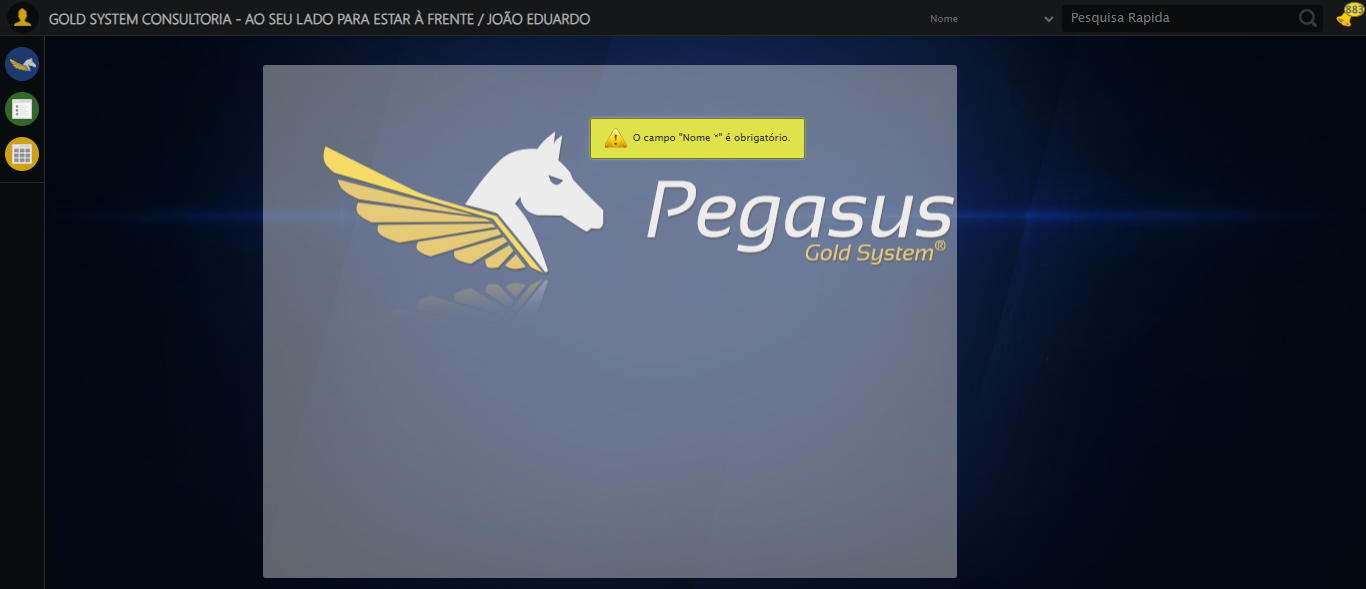 GOLD SYSTEM CONSULTORIA - AO SEU LADO PARA ESTAR À FRENTE / JOÃO EDUARDO
Nome
Pesquisa Rapida
883
O campo "Nome *" é obrigatório.
Pegasus
Gold System®